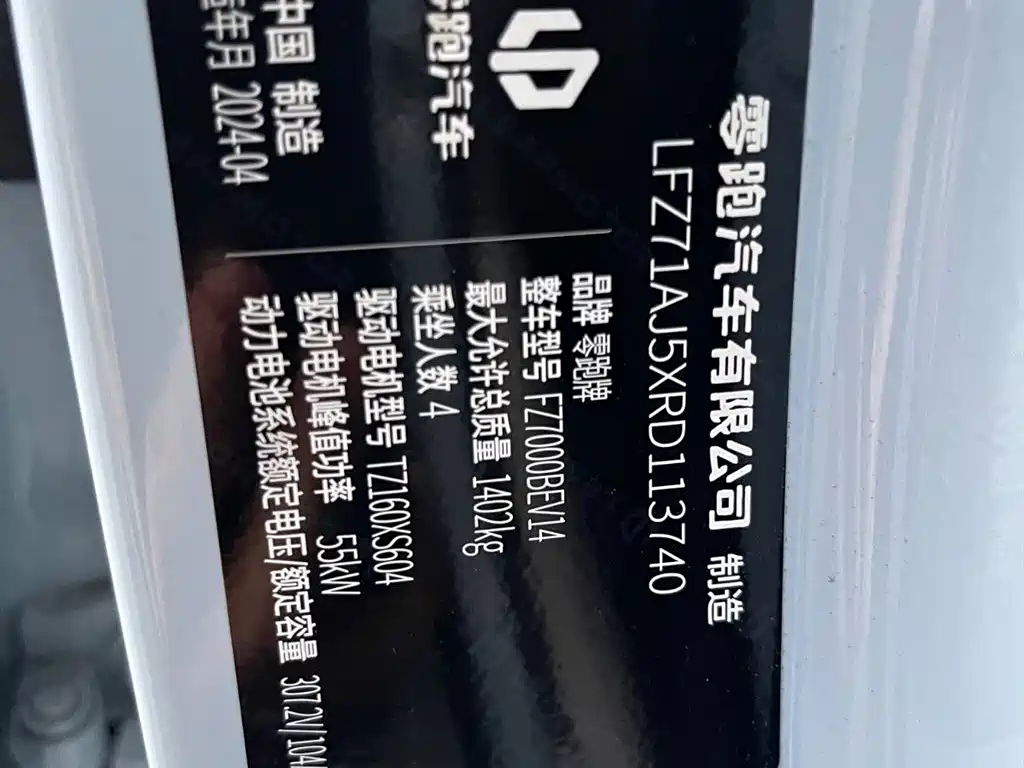 零跑汽车有限公司 制造
LFZ71AJ5XRD113740
零跑汽车
中国 制造
年月 2024-04
品牌 零跑牌
整车型号 FZ7000BEV14
最大允许总质量 1402kg
乘坐人数 4
驱动电机型号 TZ160XS604
驱动电机峰值功率 55kW
动力电池系统额定电压/额定容量 307.2V/104